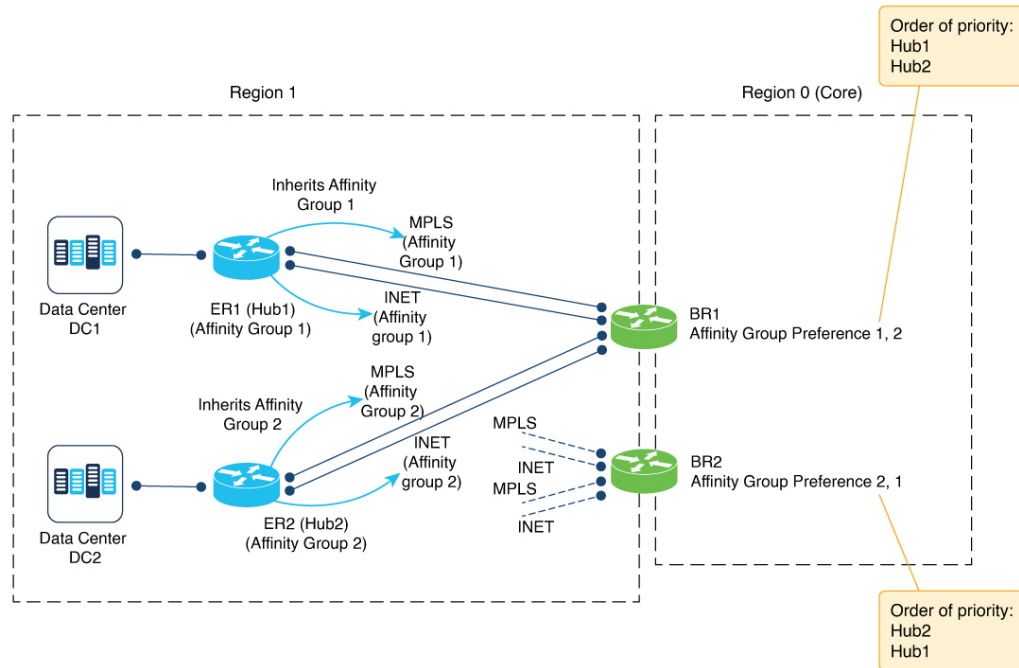 Order of priority:
Hub1
Hub2
Region 1
Region 0 (Core)
Inherits Affinity
Group 1
MPLS
(Affinity
Group 1)
Data Center
DC1
ER1 (Hub1)
(Affinity Group 1)
INET
(Affinity
group 1)
BR1
Affinity Group Preference 1, 2
Inherits Affinity
Group 2
MPLS
(Affinity
Group 2)
INET
(Affinity
group 2)
MPLS
INET
MPLS
INET
BR2
Affinity Group Preference 2, 1
Data Center
DC2
ER2 (Hub2)
(Affinity Group 2)
Order of priority:
Hub2
Hub1